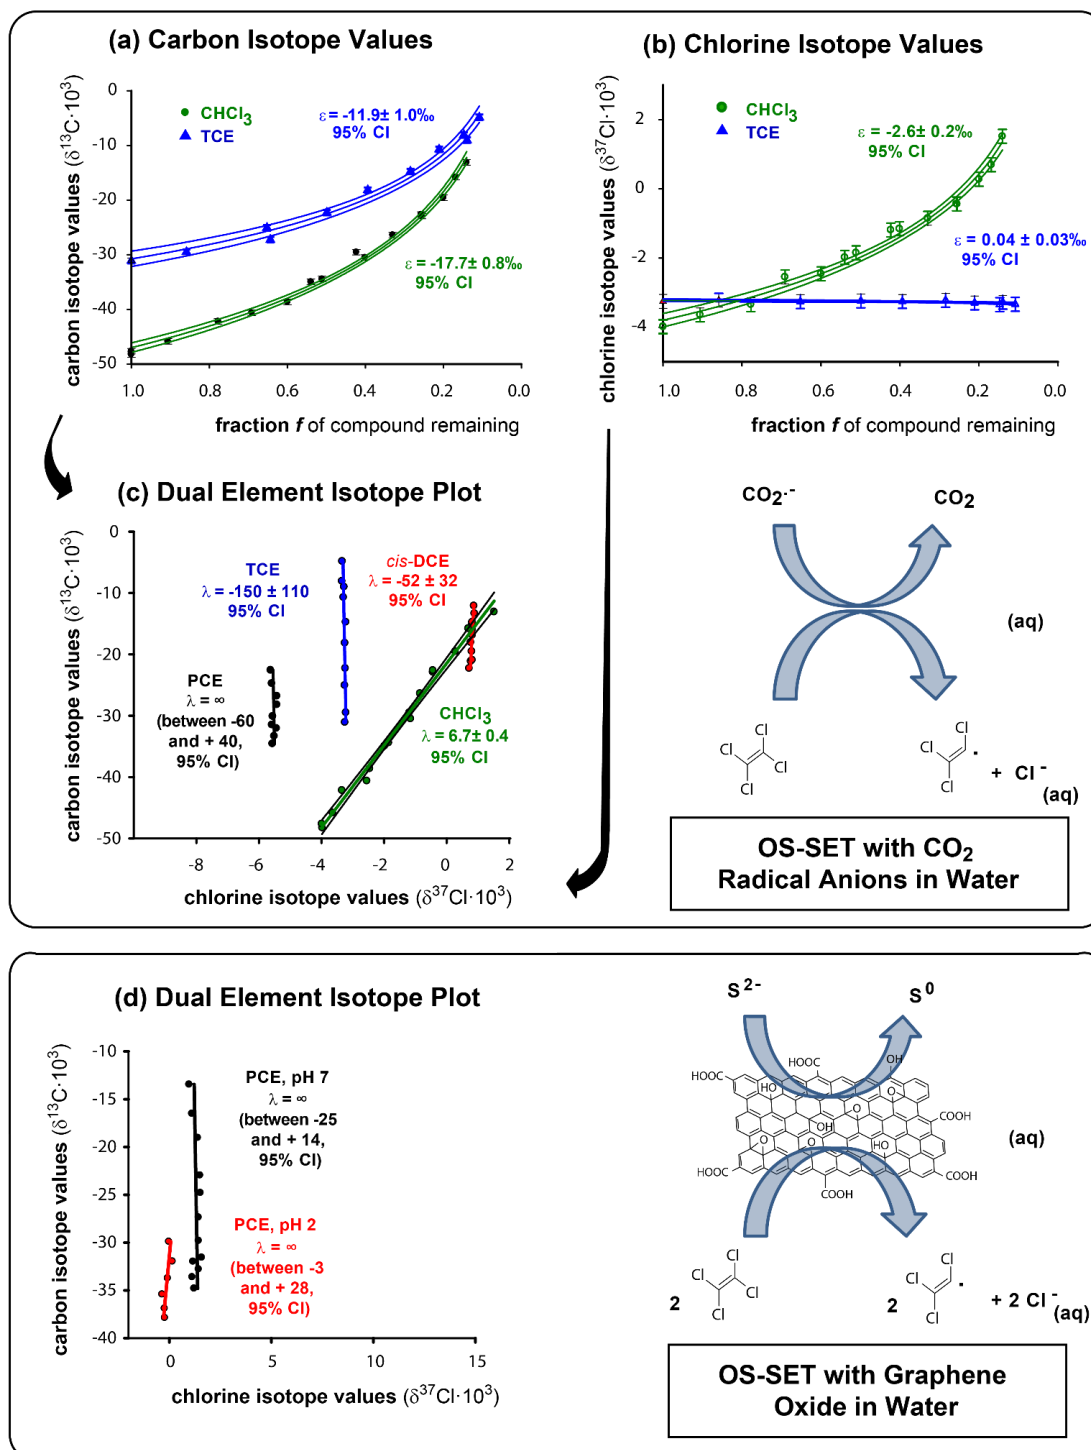 (a) Carbon Isotope Values
carbon isotope values (δ¹³C·10³)
0
-10
-20
-30
-40
-50
CHCl₃
TCE
ε = -11.9± 1.0‰
95% CI
ε = -17.7± 0.8‰
95% CI
1.0
0.8
0.6
0.4
0.2
0.0
fraction f of compound remaining
(b) Chlorine Isotope Values
chlorine isotope values (δ³⁷Cl·10³)
2
0
-2
-4
CHCl₃
TCE
ε = -2.6± 0.2‰
95% CI
ε = 0.04 ± 0.03‰
95% CI
1.0
0.8
0.6
0.4
0.2
0.0
fraction f of compound remaining
(c) Dual Element Isotope Plot
carbon isotope values (δ¹³C·10³)
0
-10
-20
-30
-40
-50
TCE
λ = -150 ± 110
95% CI
cis-DCE
λ = -52 ± 32
95% CI
PCE
λ = ∞
(between -60
and + 40,
95% CI)
CHCl₃
λ = 6.7± 0.4
95% CI
-8
-6
-4
-2
0
2
chlorine isotope values (δ³⁷Cl·10³)
CO₂·⁻
CO₂
(aq)
Cl
Cl
Cl
Cl
Cl
Cl
Cl
·
+ Cl⁻
(aq)
OS-SET with CO₂
Radical Anions in Water
(d) Dual Element Isotope Plot
carbon isotope values (δ¹³C·10³)
-10
-15
-20
-25
-30
-35
-40
PCE, pH 7
λ = ∞
(between -25
and + 14,
95% CI)
PCE, pH 2
λ = ∞
(between -3
and + 28,
95% CI)
0
5
10
15
chlorine isotope values (δ³⁷Cl·10³)
S²⁻
S⁰
HOOC
HOOC
HO
OH
O
O
COOH
OH
O
O
HO
HOOC
COOH
COOH
(aq)
2
Cl
Cl
Cl
Cl
2
Cl
Cl
Cl
·
+ 2 Cl⁻
(aq)
OS-SET with Graphene
Oxide in Water